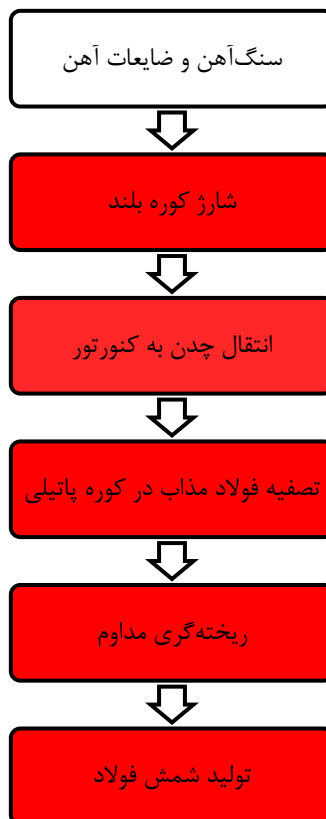 سنگ‌آهن و ضایعات آهن
شارژ کوره بلند
انتقال چدن به کنورتور
تصفیه فولاد مذاب در کوره پاتیلی
ریخته‌گری مداوم
تولید شمش فولاد